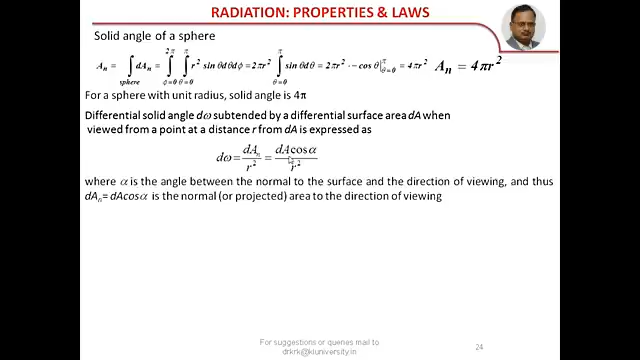 RADIATION: PROPERTIES & LAWS
Solid angle of a sphere
A_n = ∫_sphere dA_n = ∫_{ϕ=0}^{2π} ∫_{θ=0}^{π} r² sin θdθdϕ = 2πr² ∫_{θ=0}^{π} sin θdθ = 2πr² · −cos θ|_{θ=0}^{π} = 4πr² A_n = 4πr²
For a sphere with unit radius, solid angle is 4π
Differential solid angle dω subtended by a differential surface area dA when
viewed from a point at a distance r from dA is expressed as
dω = dA_n / r² = dA cos α / r²
where α is the angle between the normal to the surface and the direction of viewing, and thus
dA_n= dAcosα is the normal (or projected) area to the direction of viewing
For suggestions or queries mail to
drkrk@kluniversity.in
24